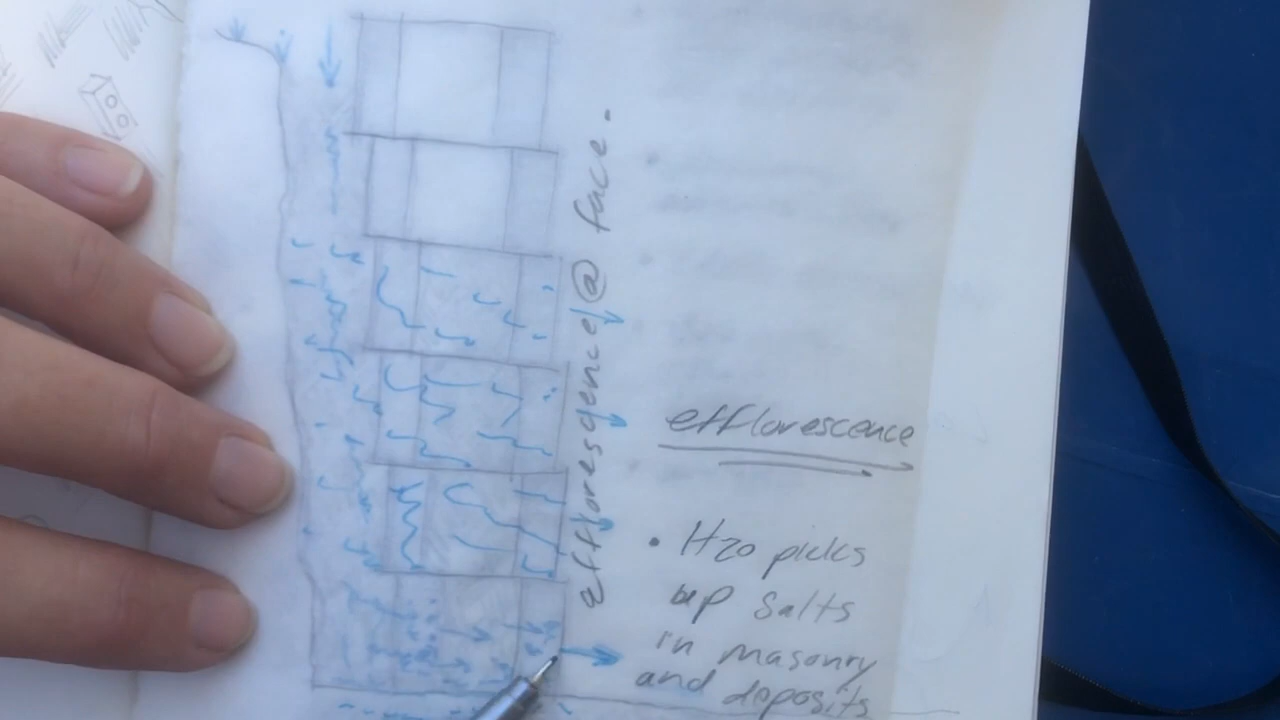 efflorescence @ face.
efflorescence
• H2O picks
up salts
in masonry
and deposits